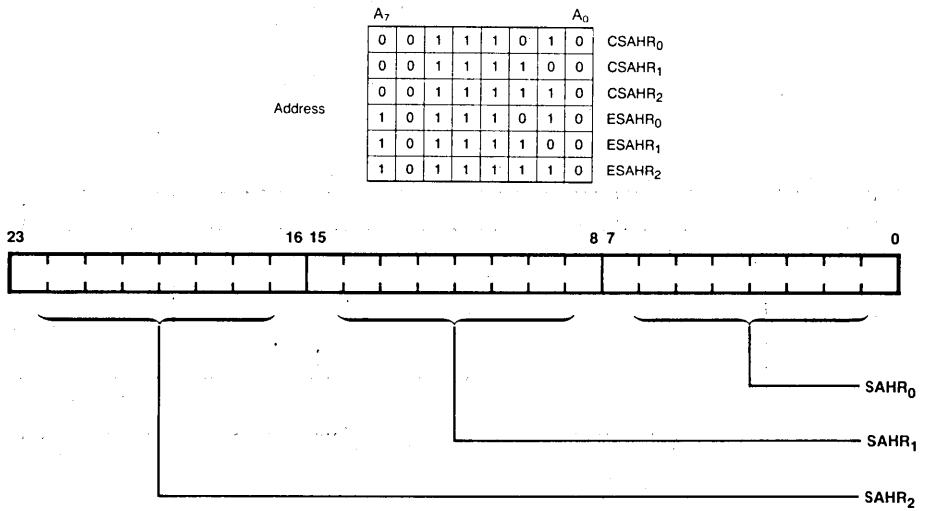 A₇ A₀
0 0 1 1 1 0 1 0 CSAHR₀
0 0 1 1 1 1 0 0 CSAHR₁
0 0 1 1 1 1 1 0 CSAHR₂
Address
1 0 1 1 1 0 1 0 ESAHR₀
1 0 1 1 1 1 0 0 ESAHR₁
1 0 1 1 1 1 1 0 ESAHR₂
23 16 15 8 7 0
SAHR₀
SAHR₁
SAHR₂